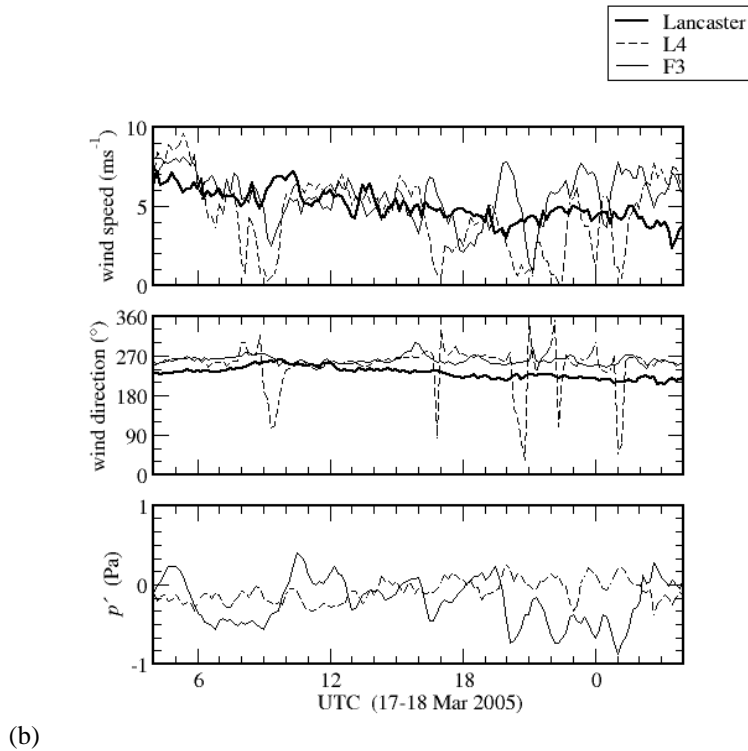 Lancaster
L4
F3
10
5
0
wind speed (ms-1)
360
270
180
90
0
wind direction (°)
1
0
-1
p´ (Pa)
6 12 18 0
UTC (17-18 Mar 2005)
(b)